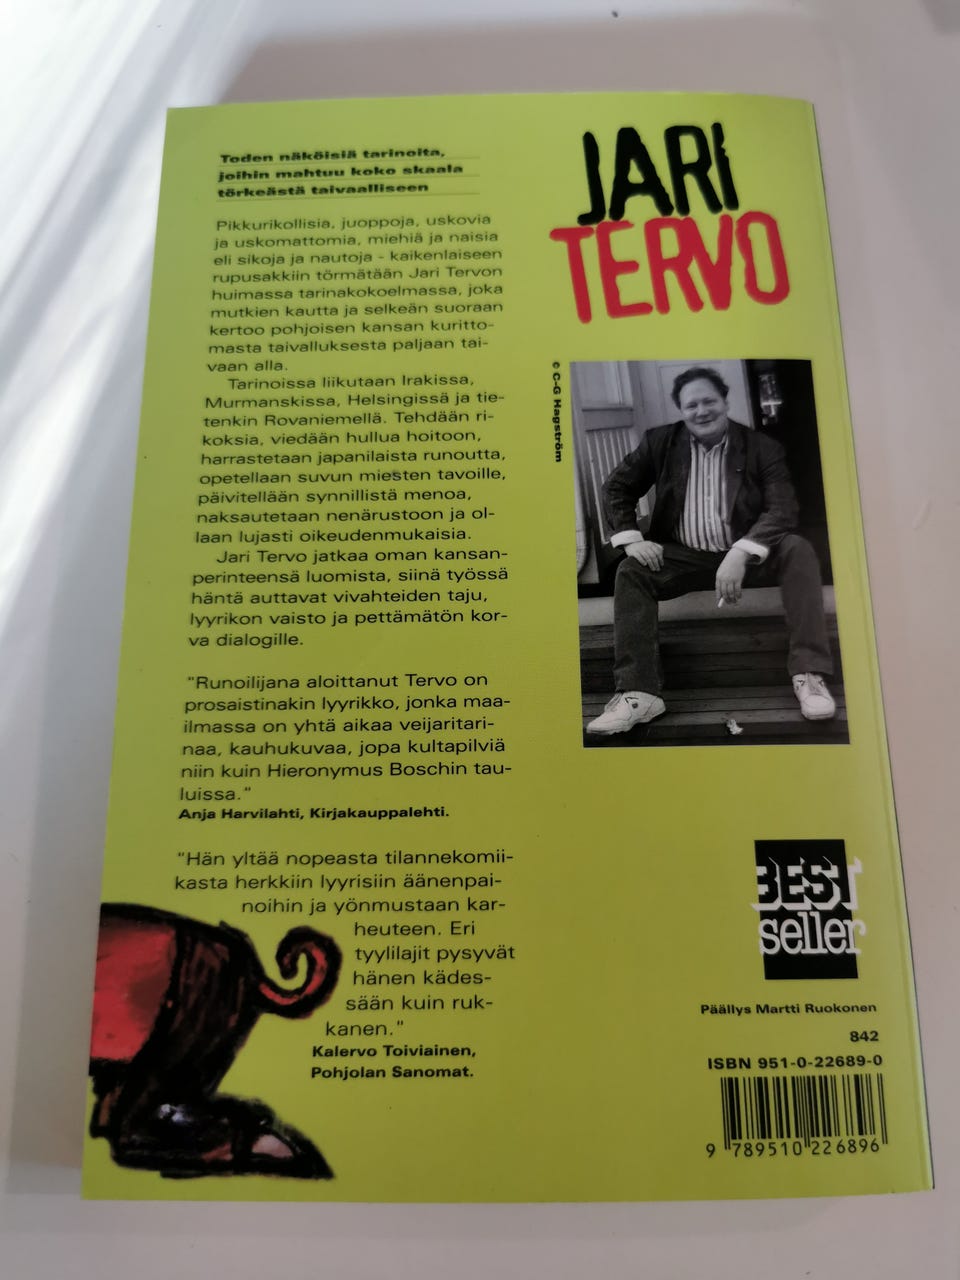 Toden näköisiä tarinoita,
joihin mahtuu koko skaala
törkeästä taivaalliseen
Pikkurikollisia, juoppoja, uskovia
ja uskomattomia, miehiä ja naisia
eli sikoja ja nautoja - kaikenlaiseen
rupusakkiin törmätään Jari Tervon
huimassa tarinakokoelmassa, joka
mutkien kautta ja selkeän suoraan
kertoo pohjoisen kansan kuritto-
masta taivalluksesta paljaan tai-
vaan alla.
Tarinoissa liikutaan Irakissa,
Murmanskissa, Helsingissä ja tie-
tenkin Rovaniemellä. Tehdään ri-
koksia, viedään hullua hoitoon,
harrastetaan japanilaista runoutta,
opetellaan suvun miesten tavoille,
päivitellään synnillistä menoa,
naksautetaan nenärustoon ja ol-
laan lujasti oikeudenmukaisia.
Jari Tervo jatkaa oman kansan-
perinteensä luomista, siinä työssä
häntä auttavat vivahteiden taju,
lyyrikon vaisto ja pettämätön kor-
va dialogille.
"Runoilijana aloittanut Tervo on
prosaistinakin lyyrikko, jonka maa-
ilmassa on yhtä aikaa veijaritari-
naa, kauhukuvaa, jopa kultapilviä
niin kuin Hieronymus Boschin tau-
luissa."
Anja Harvilahti, Kirjakauppalehti.
"Hän yltää nopeasta tilannekomii-
kasta herkkiin lyyrisiin äänenpai-
noihin ja yönmustaan kar-
heuteen. Eri
tyylilajit pysyvät
hänen kädes-
sään kuin ruk-
kanen."
Kalervo Toiviainen,
Pohjolan Sanomat.
JARI
TERVO
© C-G Hagström
BEST
seller
Päällys Martti Ruokonen
842
ISBN 951-0-22689-0
9 789510 226896